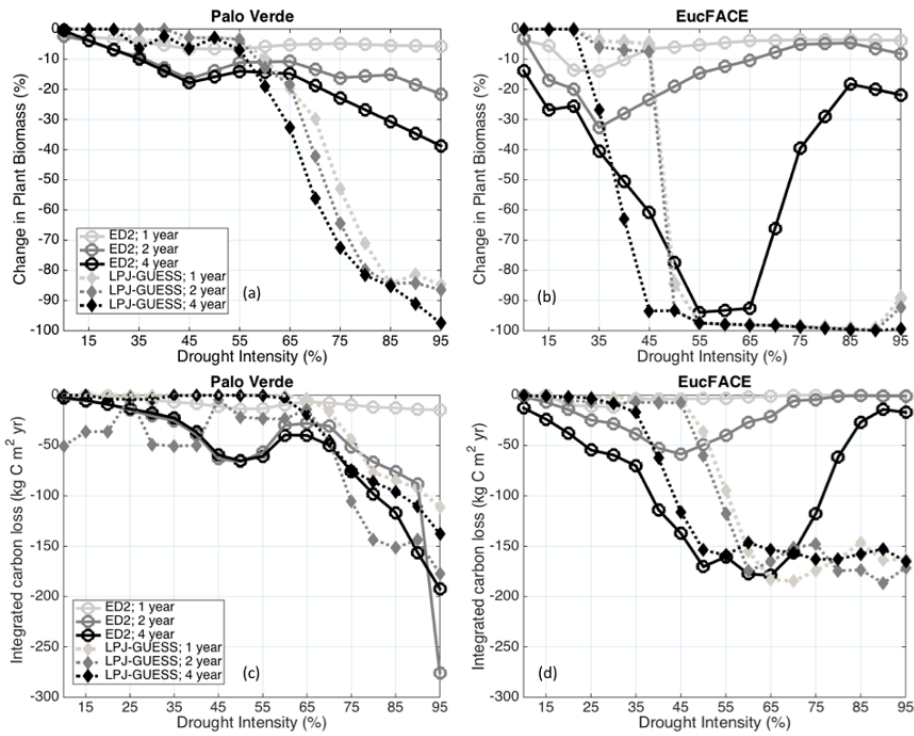 Palo Verde
Change in Plant Biomass (%)
0
-10
-20
-30
-40
-50
-60
-70
-80
-90
-100
ED2; 1 year
ED2; 2 year
ED2; 4 year
LPJ-GUESS; 1 year
LPJ-GUESS; 2 year
LPJ-GUESS; 4 year
(a)
15 25 35 45 55 65 75 85 95
Drought Intensity (%)
EucFACE
Change in Plant Biomass (%)
0
-10
-20
-30
-40
-50
-60
-70
-80
-90
-100
(b)
15 25 35 45 55 65 75 85 95
Drought Intensity (%)
Palo Verde
Integrated carbon loss (kg C m² yr)
0
-50
-100
-150
-200
-250
-300
ED2; 1 year
ED2; 2 year
ED2; 4 year
LPJ-GUESS; 1 year
LPJ-GUESS; 2 year
LPJ-GUESS; 4 year
(c)
15 25 35 45 55 65 75 85 95
Drought Intensity (%)
EucFACE
Integrated carbon loss (kg C m² yr)
0
-50
-100
-150
-200
-250
-300
(d)
15 25 35 45 55 65 75 85 95
Drought Intensity (%)